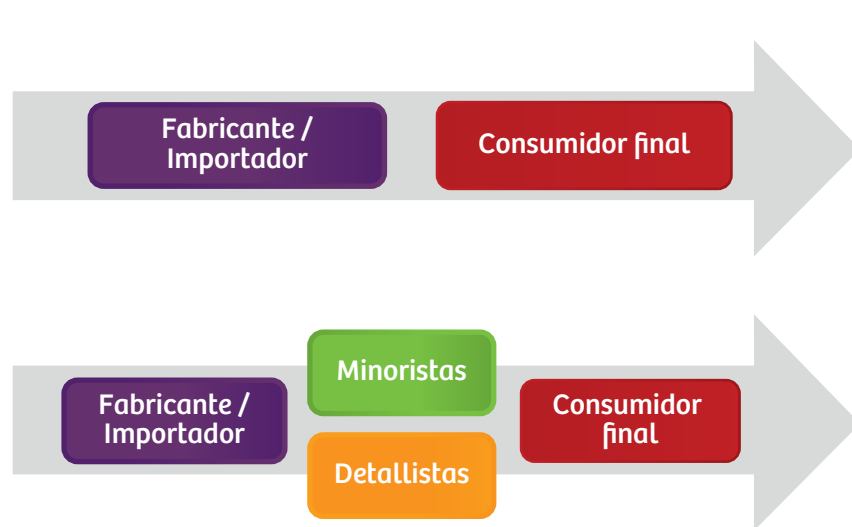 Fabricante /
Importador
Consumidor final
Minoristas
Fabricante /
Importador
Consumidor
final
Detallistas